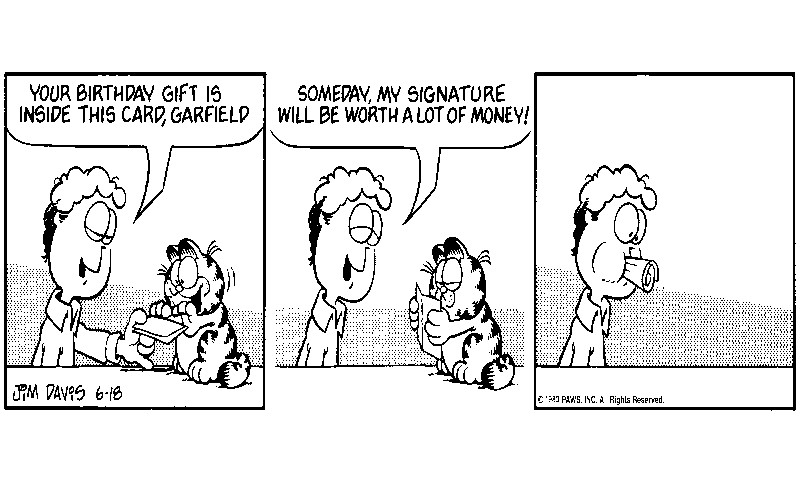 YOUR BIRTHDAY GIFT IS
INSIDE THIS CARD, GARFIELD
SOMEDAY, MY SIGNATURE
WILL BE WORTH A LOT OF MONEY!
JIM DAVIS 6-18
© PAWS, INC. A Rights Reserved.